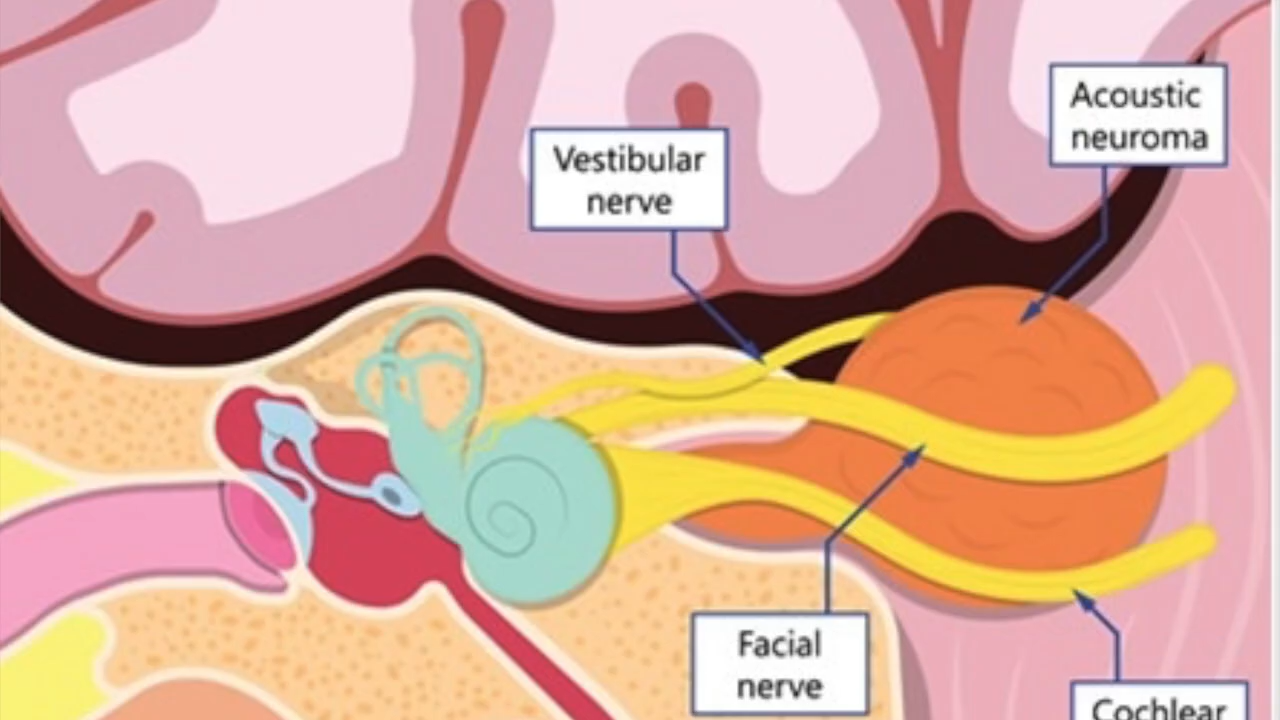 Acoustic
neuroma
Vestibular
nerve
Facial
nerve
Cochlear